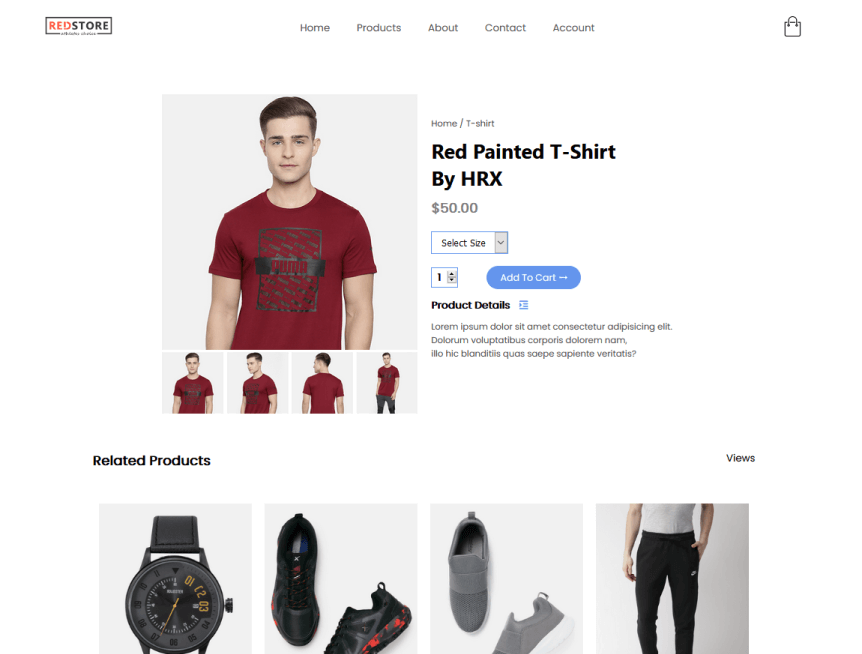 REDSTORE
Home
Products
About
Contact
Account
Home / T-shirt
Red Painted T-Shirt
By HRX
$50.00
Select Size
1
Add To Cart →
Product Details
Lorem ipsum dolor sit amet consectetur adipisicing elit.
Dolorum voluptatibus corporis dolorem nam,
illo hic blanditiis quas saepe sapiente veritatis?
Related Products
Views